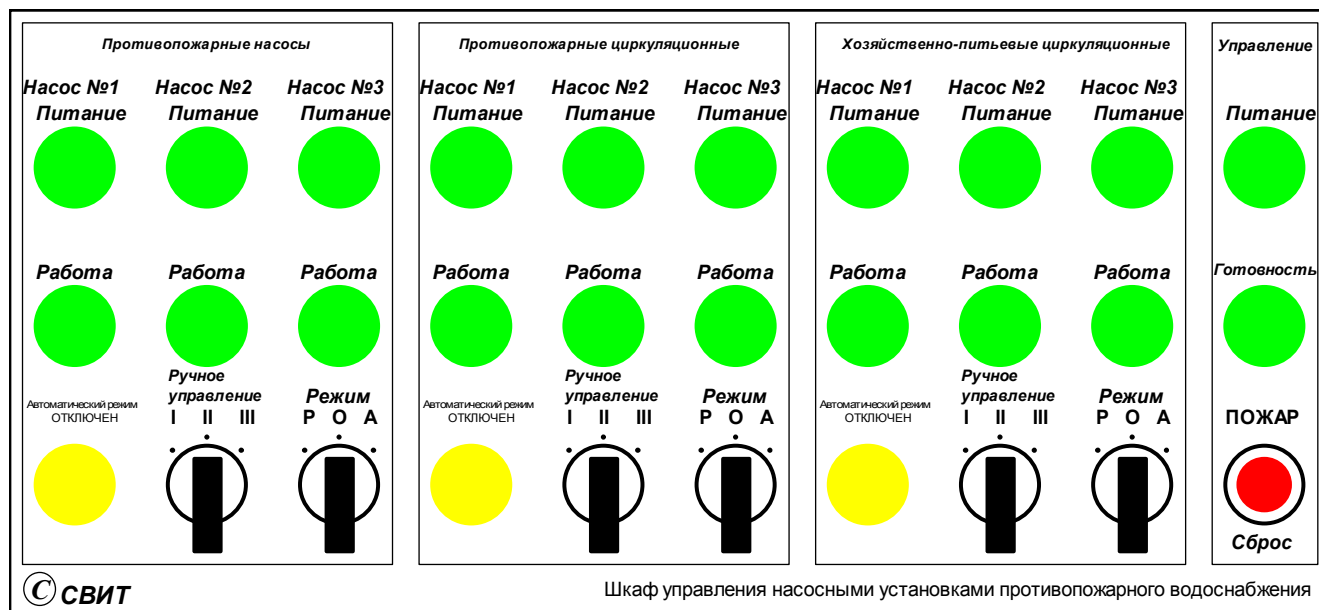 Противопожарные насосы
Насос №1 Насос №2 Насос №3
Питание Питание Питание
Работа Работа Работа
Автоматический режим
ОТКЛЮЧЕН
Ручное
управление
I II III
Режим
Р О А
Противопожарные циркуляционные
Насос №1 Насос №2 Насос №3
Питание Питание Питание
Работа Работа Работа
Автоматический режим
ОТКЛЮЧЕН
Ручное
управление
I II III
Режим
Р О А
Хозяйственно-питьевые циркуляционные
Насос №1 Насос №2 Насос №3
Питание Питание Питание
Работа Работа Работа
Автоматический режим
ОТКЛЮЧЕН
Ручное
управление
I II III
Режим
Р О А
Управление
Питание
Готовность
ПОЖАР
Сброс
© СВИТ
Шкаф управления насосными установками противопожарного водоснабжения